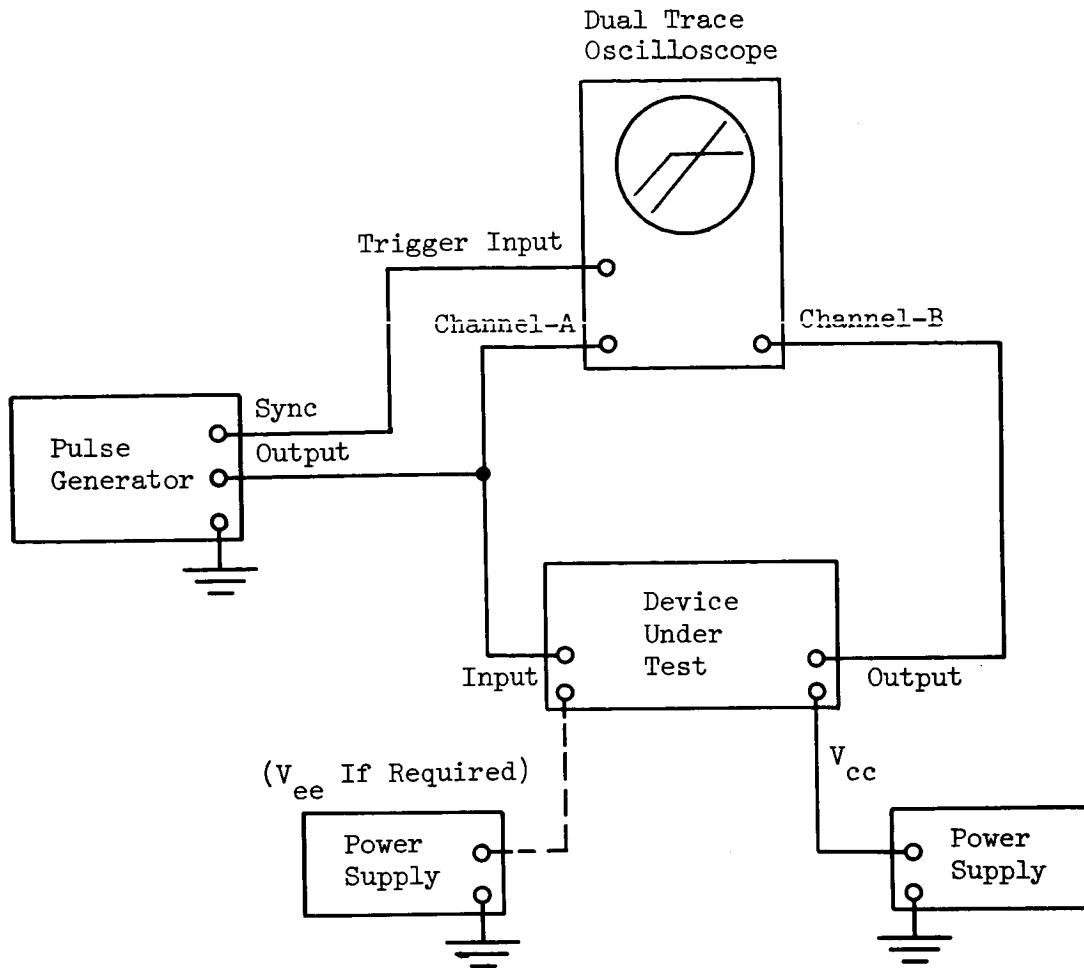 Dual Trace
Oscilloscope
Trigger Input
Channel-A
Channel-B
Sync
Output
Pulse
Generator
Device
Under
Test
Input
Output
(Vee If Required)
Vcc
Power
Supply
Power
Supply